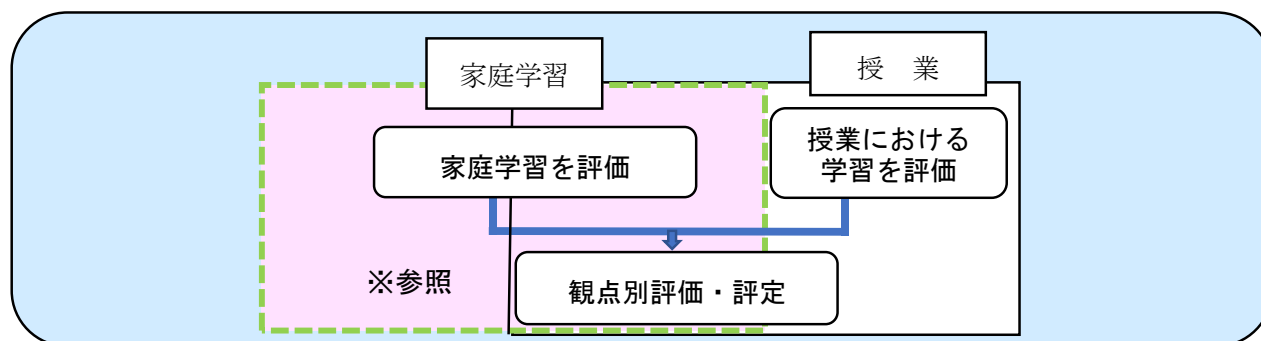 家庭学習
授　業
家庭学習を評価
授業における
学習を評価
※参照
観点別評価・評定